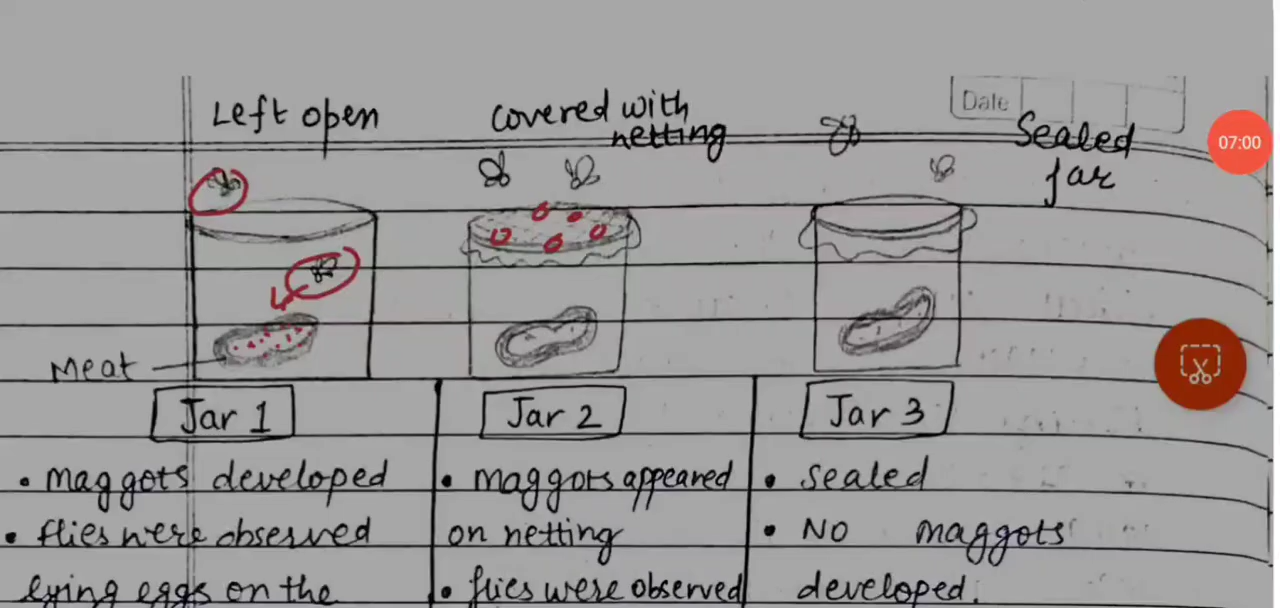 Left open
covered with
netting
Date
Sealed
Jar
07:00
Meat
Jar 1
Jar 2
Jar 3
• maggots developed
• flies were observed
lying eggs on the
• maggots appeared
on netting
• flies were observed
• Sealed
• NO maggots
developed.